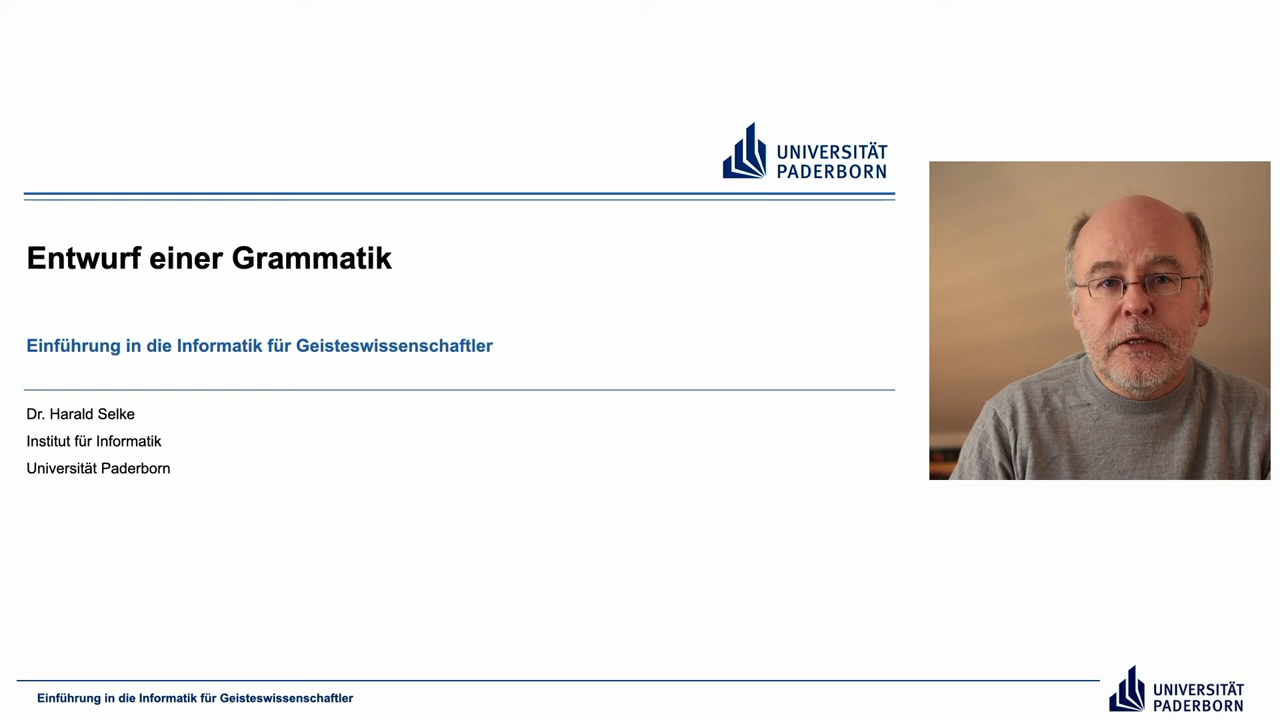 UNIVERSITÄT
PADERBORN
Entwurf einer Grammatik
Einführung in die Informatik für Geisteswissenschaftler
Dr. Harald Selke
Institut für Informatik
Universität Paderborn
Einführung in die Informatik für Geisteswissenschaftler
UNIVERSITÄT
PADERBORN